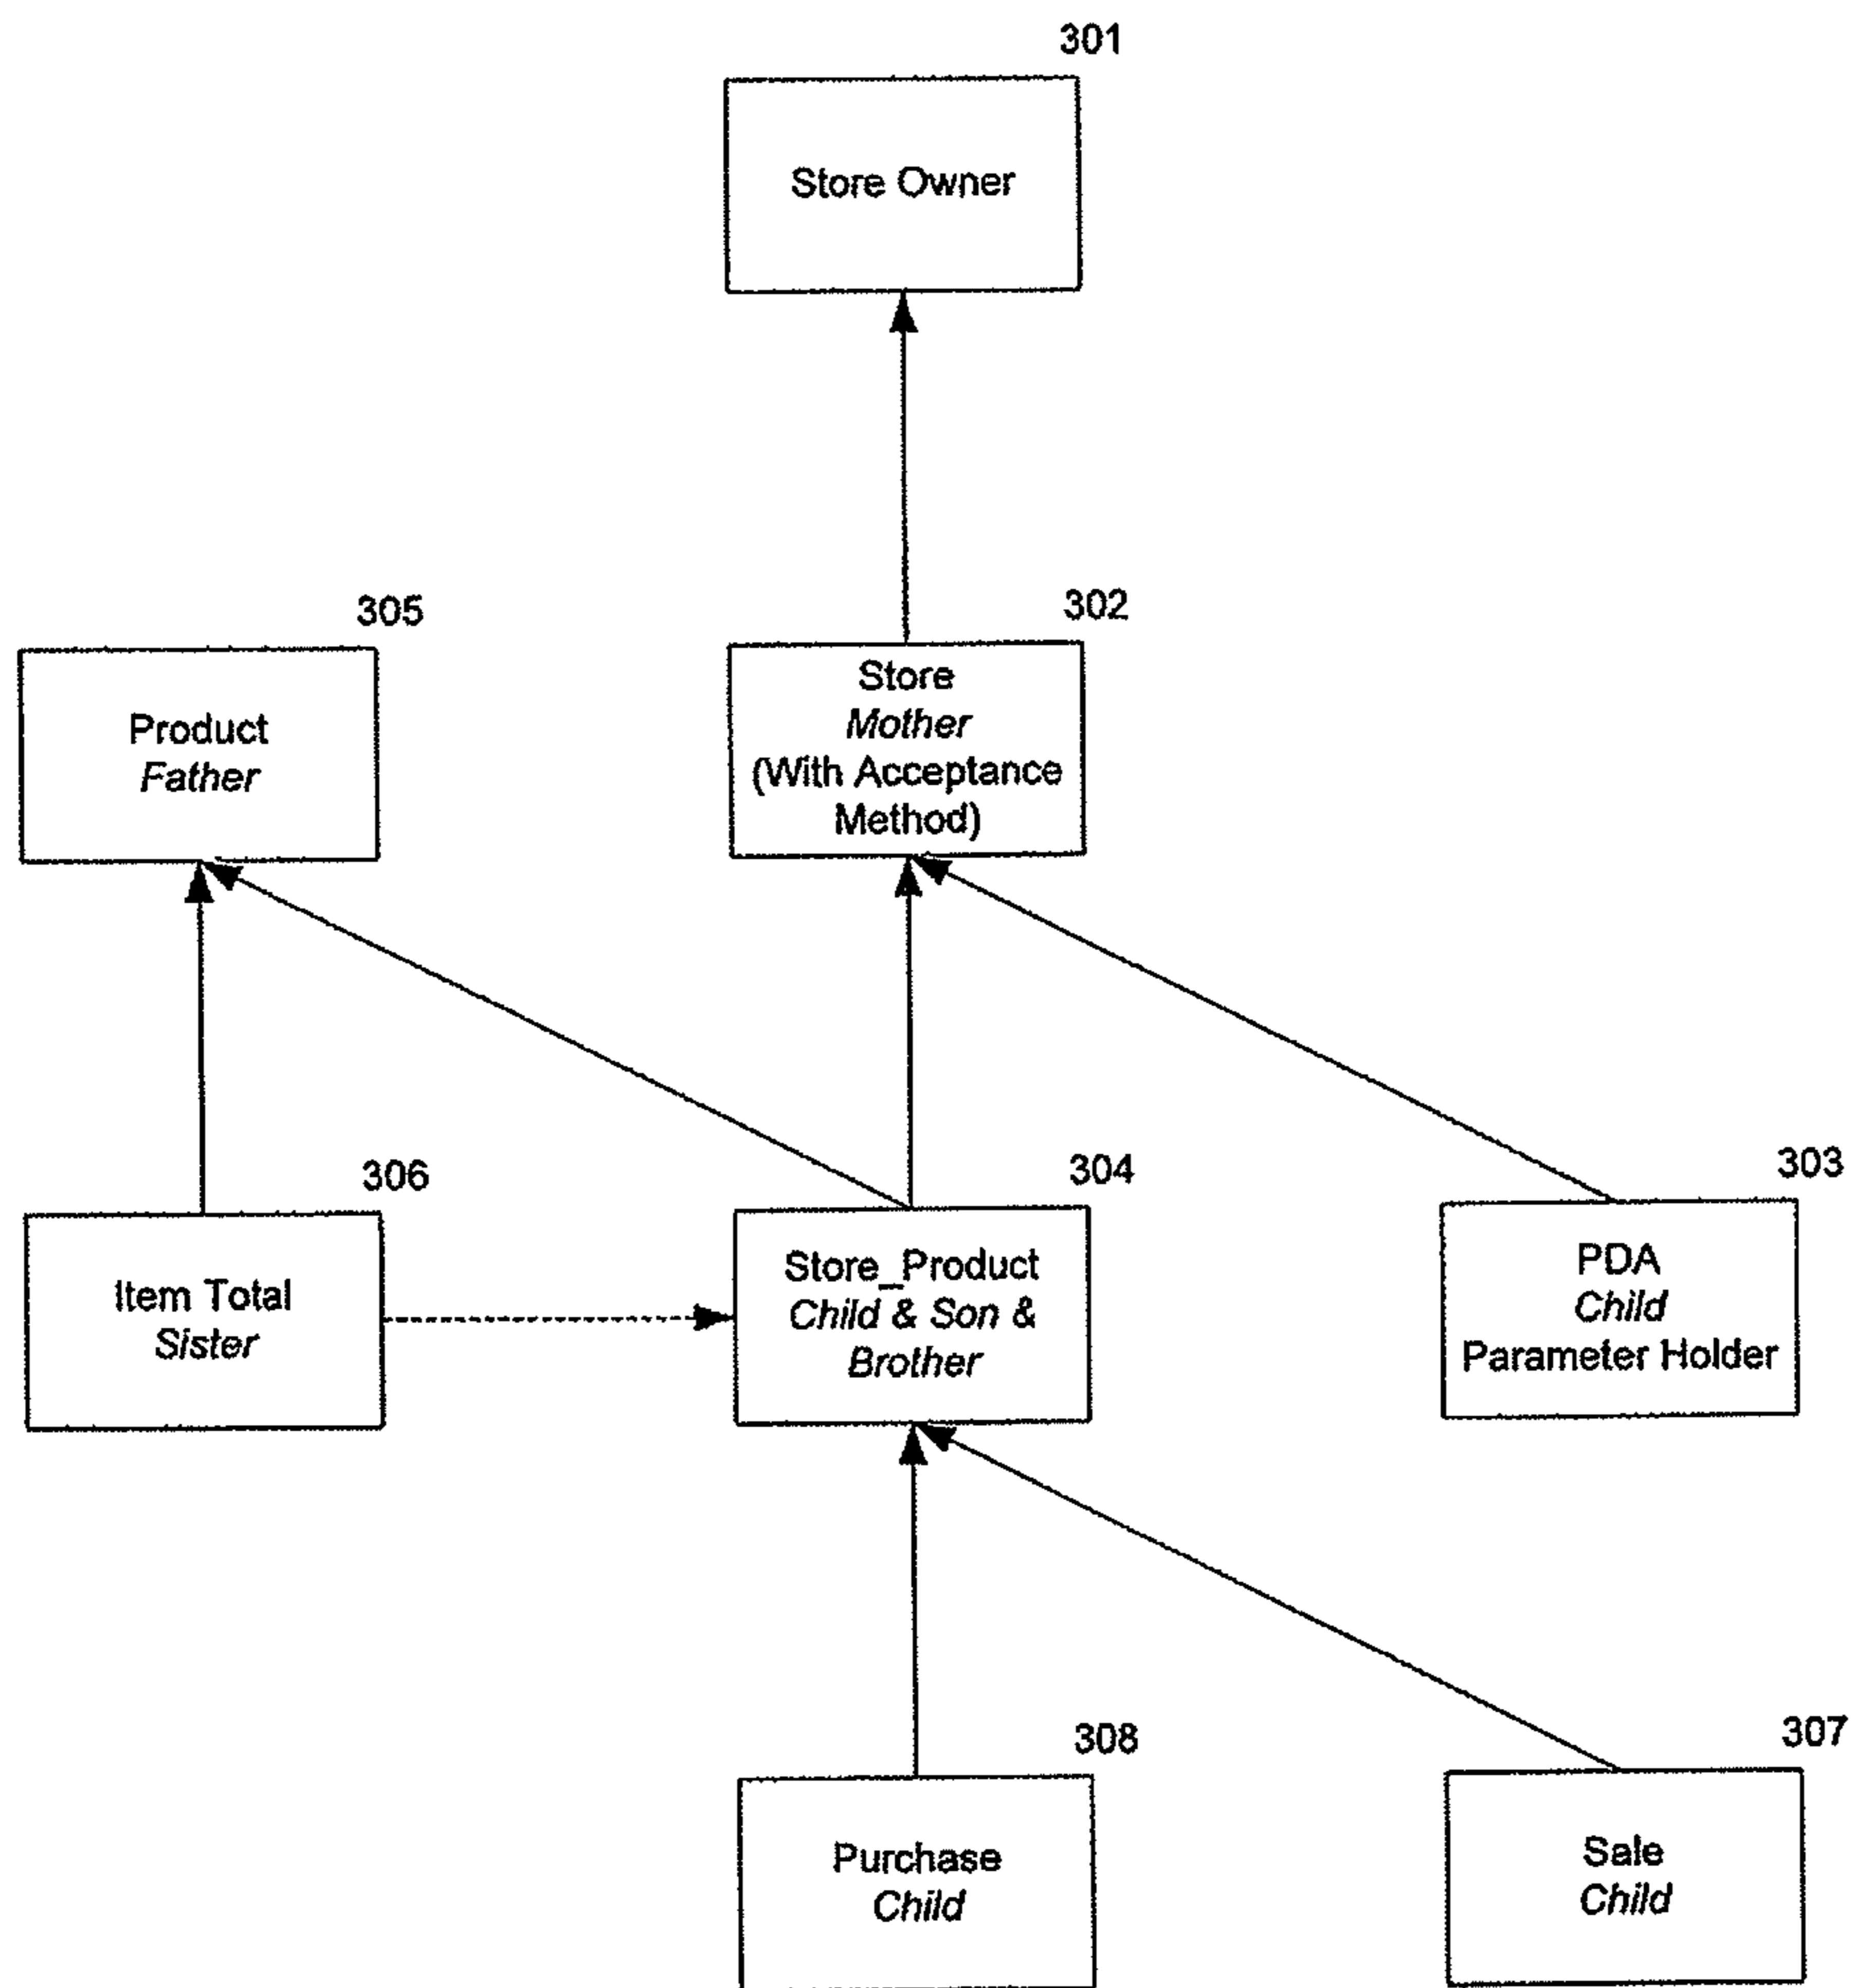 301
Store Owner
305
302
Product
Father
Store
Mother
(With Acceptance
Method)
306
304
303
Item Total
Sister
Store_Product
Child & Son &
Brother
PDA
Child
Parameter Holder
308
307
Purchase
Child
Sale
Child